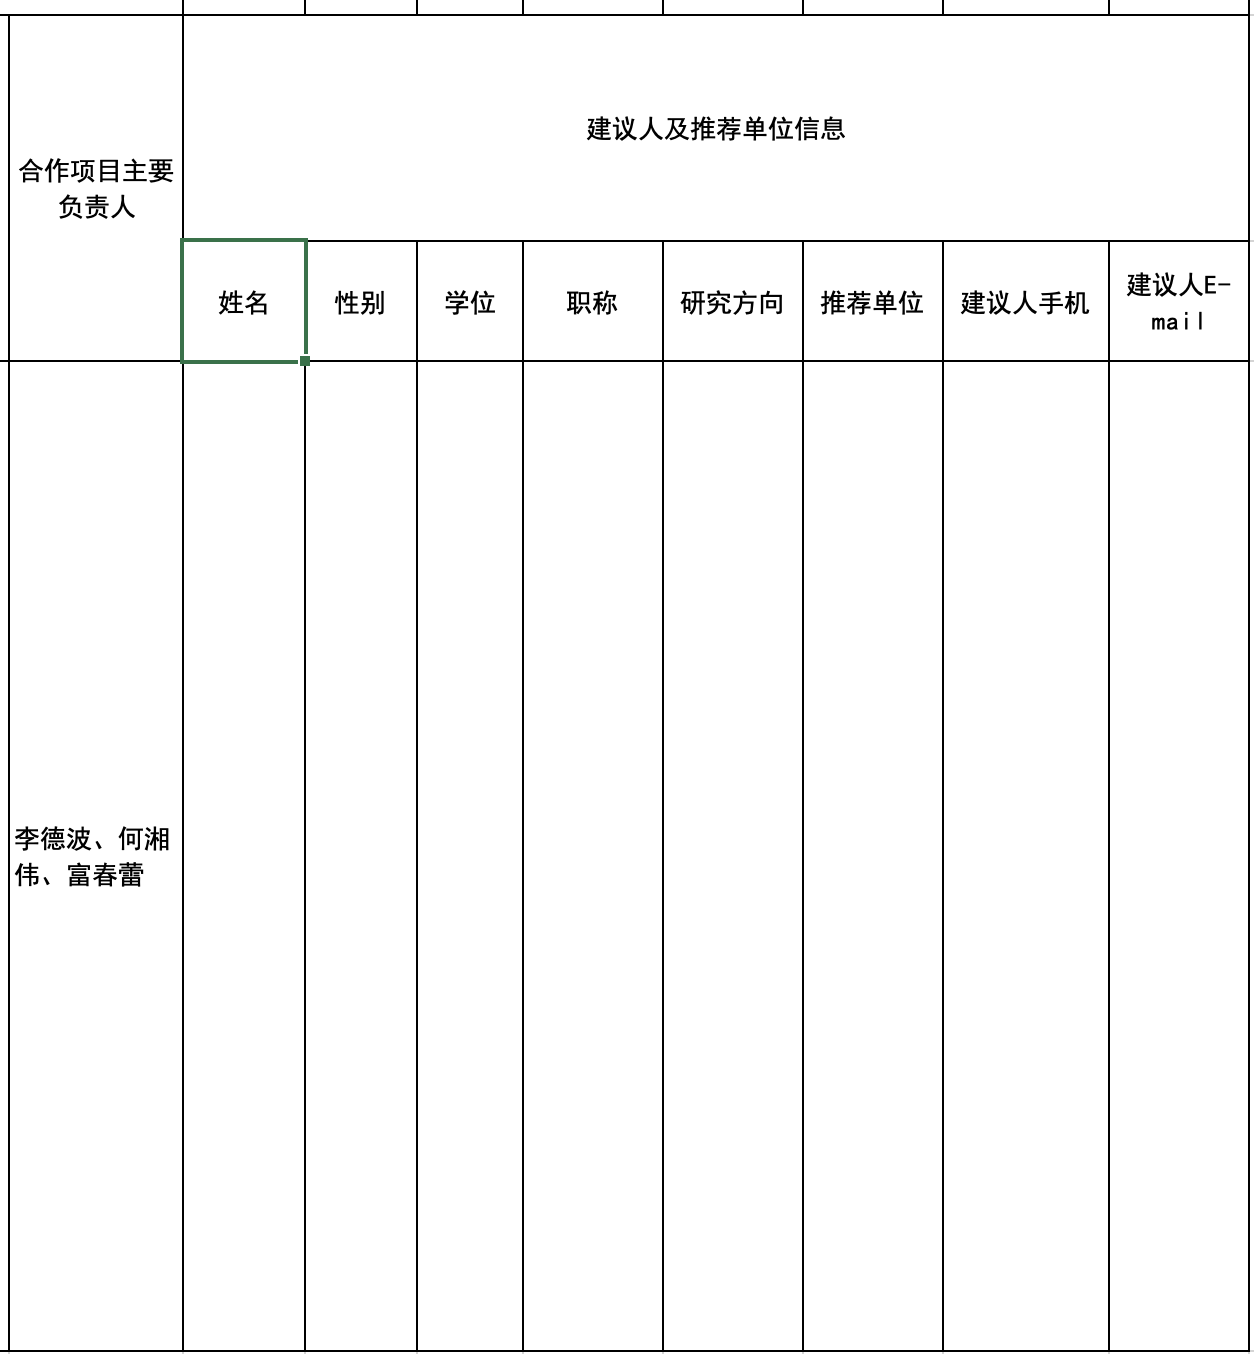 建议人及推荐单位信息
合作项目主要
负责人
姓名
性别
学位
职称
研究方向
推荐单位
建议人手机
建议人E-
mail
李德波、何湘
伟、富春蕾